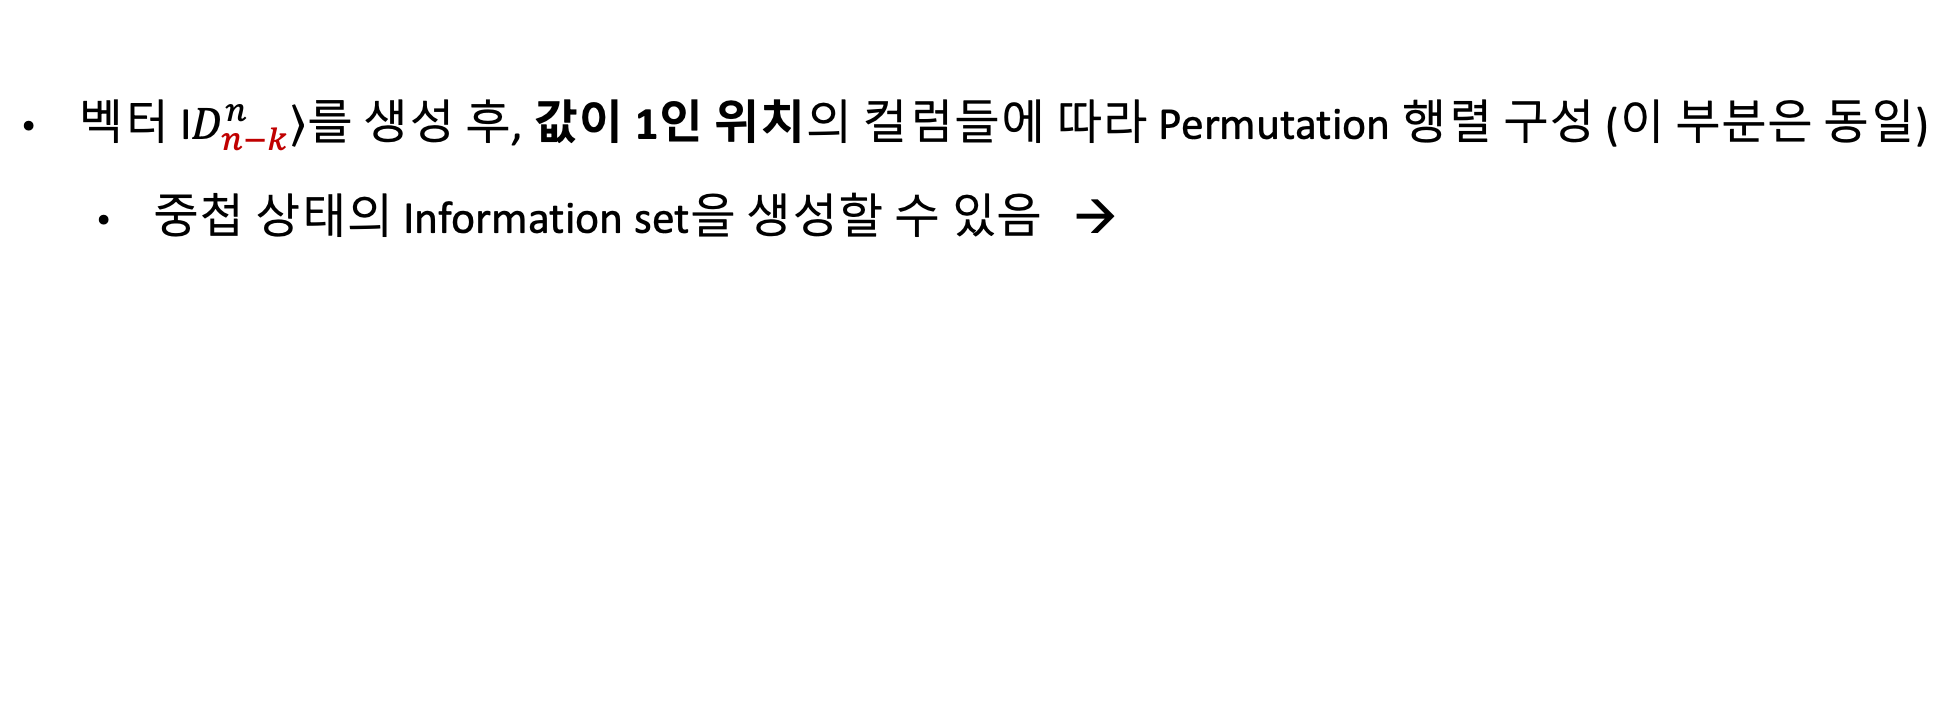 • 벡터 |𝐷ⁿₙ₋ₖ⟩를 생성 후, 값이 1인 위치의 컬럼들에 따라 Permutation 행렬 구성 (이 부분은 동일)
• 중첩 상태의 Information set을 생성할 수 있음 →